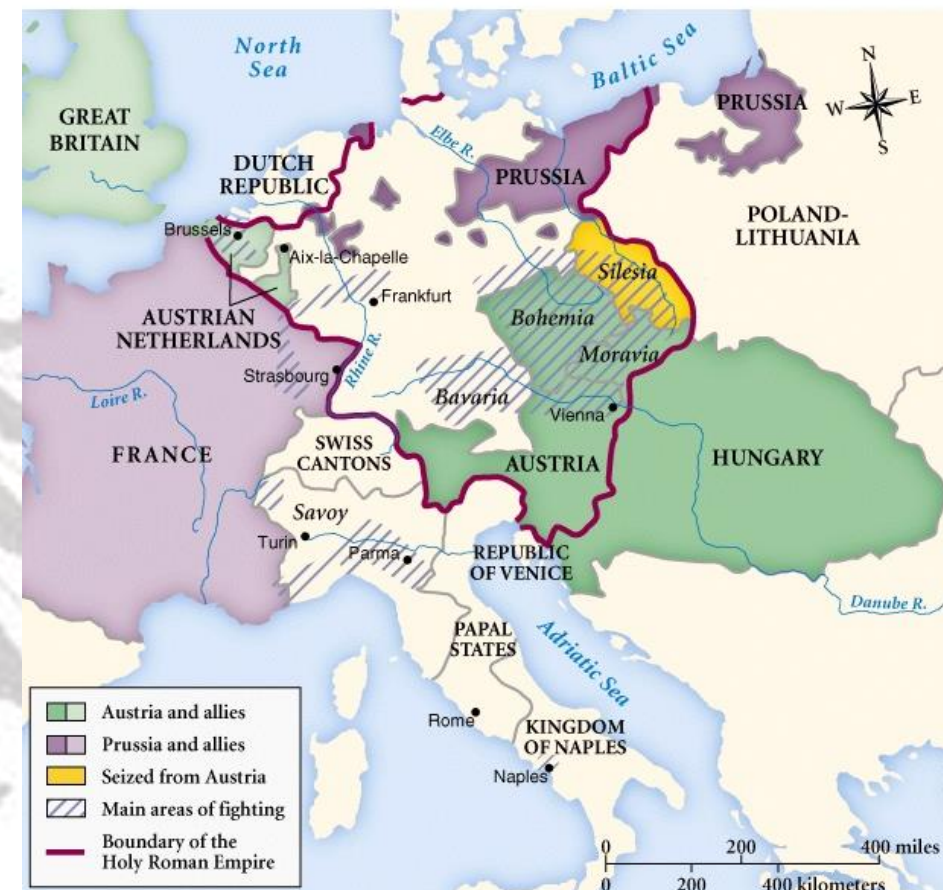 North
Sea
Baltic Sea
N
W
E
S
GREAT
BRITAIN
PRUSSIA
Elbe R.
DUTCH
REPUBLIC
PRUSSIA
POLAND-
LITHUANIA
Brussels
Aix-la-Chapelle
Silesia
Frankfurt
Bohemia
AUSTRIAN
NETHERLANDS
Moravia
Strasbourg
Rhine R.
Bavaria
Vienna
Loire R.
FRANCE
SWISS
CANTONS
AUSTRIA
HUNGARY
Savoy
Turin
Parma
REPUBLIC
OF VENICE
Danube R.
PAPAL
STATES
Adriatic Sea
Rome
KINGDOM
OF NAPLES
Naples
Austria and allies
Prussia and allies
Seized from Austria
Main areas of fighting
Boundary of the
Holy Roman Empire
0 200 400 miles
0 200 400 kilometers